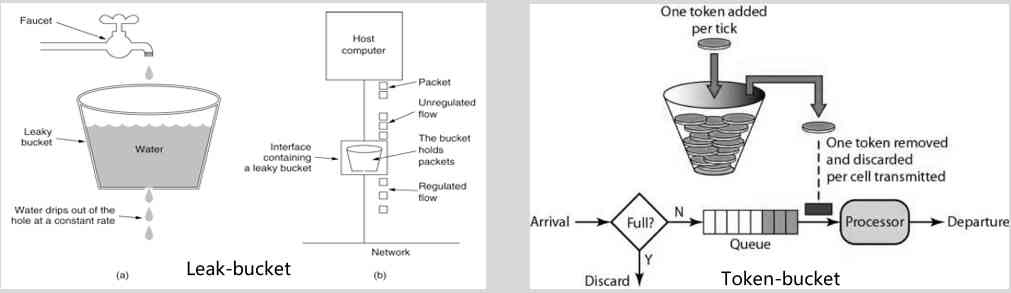 Faucet
Leaky
bucket
Water
Water drips out of the
hole at a constant rate
(a)
Leak-bucket
Host
computer
Packet
Unregulated
flow
Interface
containing
a leaky bucket
The bucket
holds
packets
Regulated
flow
Network
(b)
One token added
per tick
One token removed
and discarded
per cell transmitted
Arrival
Full?
N
Y
Discard
Queue
Processor
Departure
Token-bucket